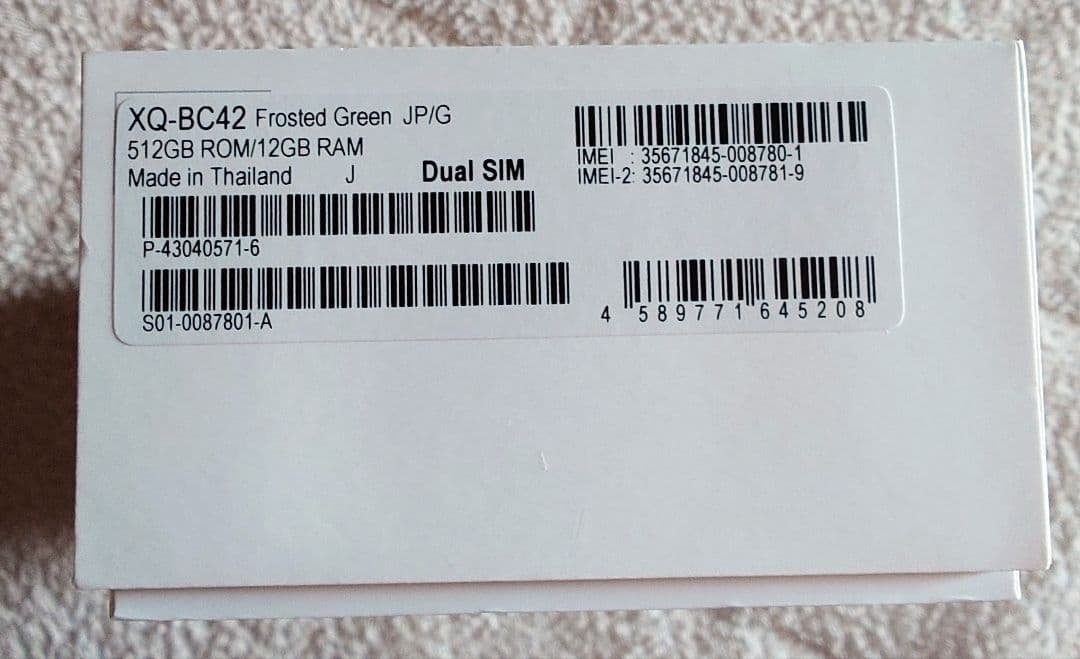 XQ-BC42 Frosted Green JP/G
512GB ROM/12GB RAM
Made in Thailand J Dual SIM
P-43040571-6
S01-0087801-A
IMEI : 35671845-008780-1
IMEI-2: 35671845-008781-9
4 589771 645208